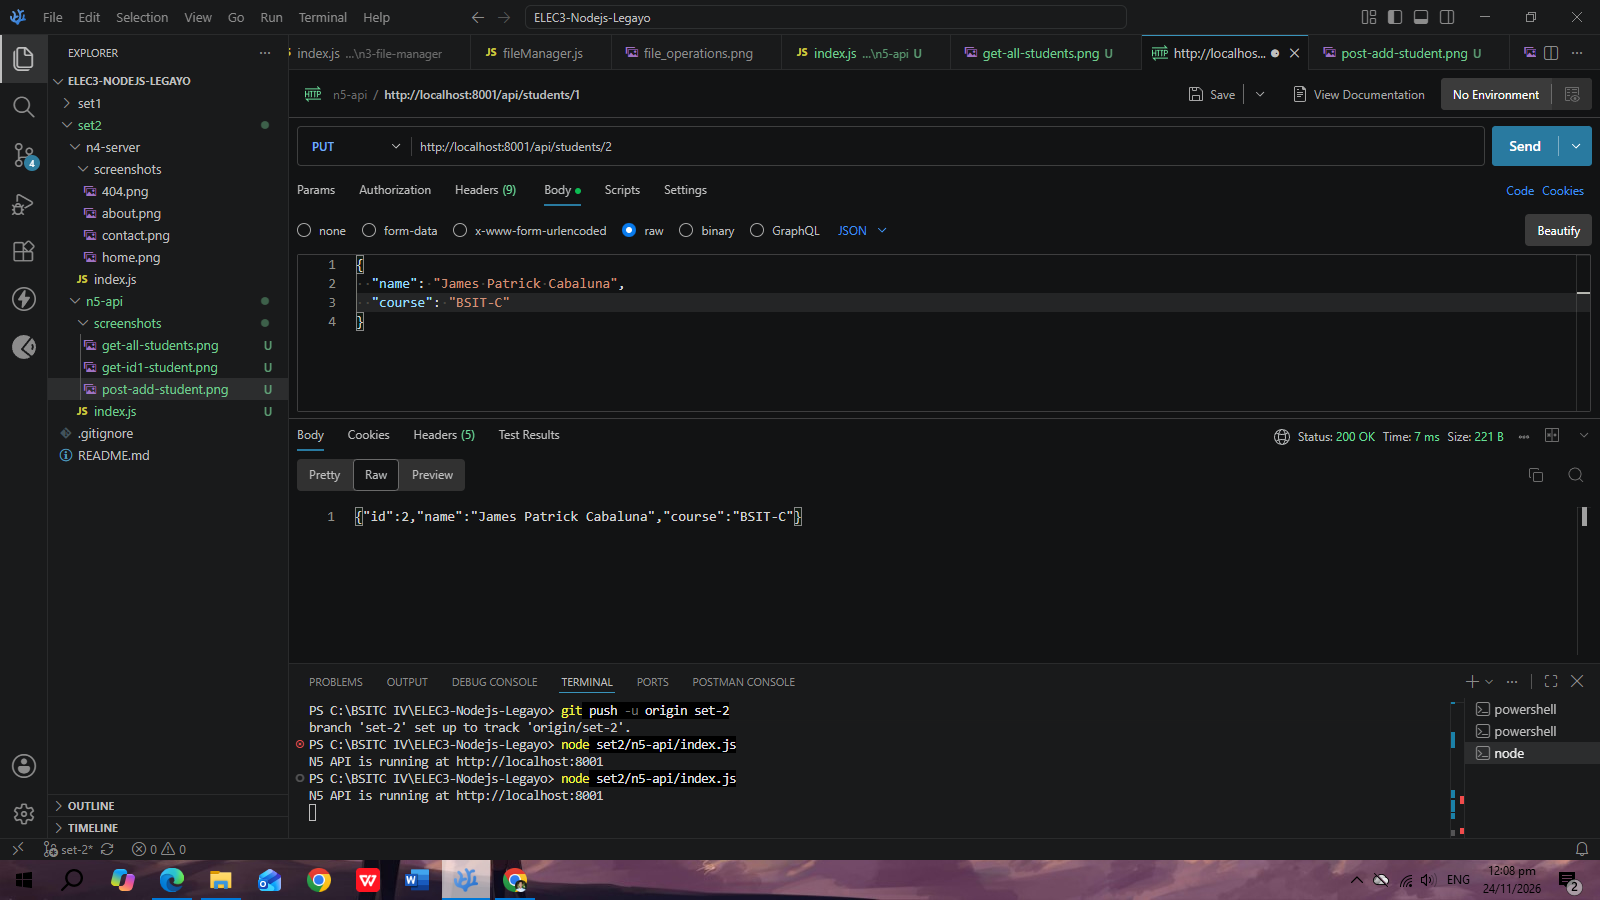 File Edit Selection View Go Run Terminal Help
ELEC3-Nodejs-Legayo
EXPLORER
index.js ...\n3-file-manager
JS fileManager.js
file_operations.png
JS index.js ...\n5-api U
get-all-students.png U
HTTP http://localhos...
post-add-student.png U
ELEC3-NODEJS-LEGAYO
set1
set2
n4-server
screenshots
404.png
about.png
contact.png
home.png
JS index.js
n5-api
screenshots
get-all-students.png U
get-id1-student.png U
post-add-student.png U
JS index.js U
.gitignore
README.md
OUTLINE
TIMELINE
4
HTTP n5-api / http://localhost:8001/api/students/1
Save
View Documentation
No Environment
PUT http://localhost:8001/api/students/2
Send
Params Authorization Headers (9) Body Scripts Settings
Code Cookies
none form-data x-www-form-urlencoded raw binary GraphQL JSON
Beautify
1 {
2 "name": "James Patrick Cabaluna",
3 "course": "BSIT-C"
4 }
Body Cookies Headers (5) Test Results
Status: 200 OK Time: 7 ms Size: 221 B
Pretty Raw Preview
1 {"id":2,"name":"James Patrick Cabaluna","course":"BSIT-C"}
PROBLEMS OUTPUT DEBUG CONSOLE TERMINAL PORTS POSTMAN CONSOLE
PS C:\BSITC IV\ELEC3-Nodejs-Legayo> git push -u origin set-2
branch 'set-2' set up to track 'origin/set-2'.
PS C:\BSITC IV\ELEC3-Nodejs-Legayo> node set2/n5-api/index.js
N5 API is running at http://localhost:8001
PS C:\BSITC IV\ELEC3-Nodejs-Legayo> node set2/n5-api/index.js
N5 API is running at http://localhost:8001
powershell
powershell
node
set-2* 0 0
W
W
ENG
12:08 pm
24/11/2026
2